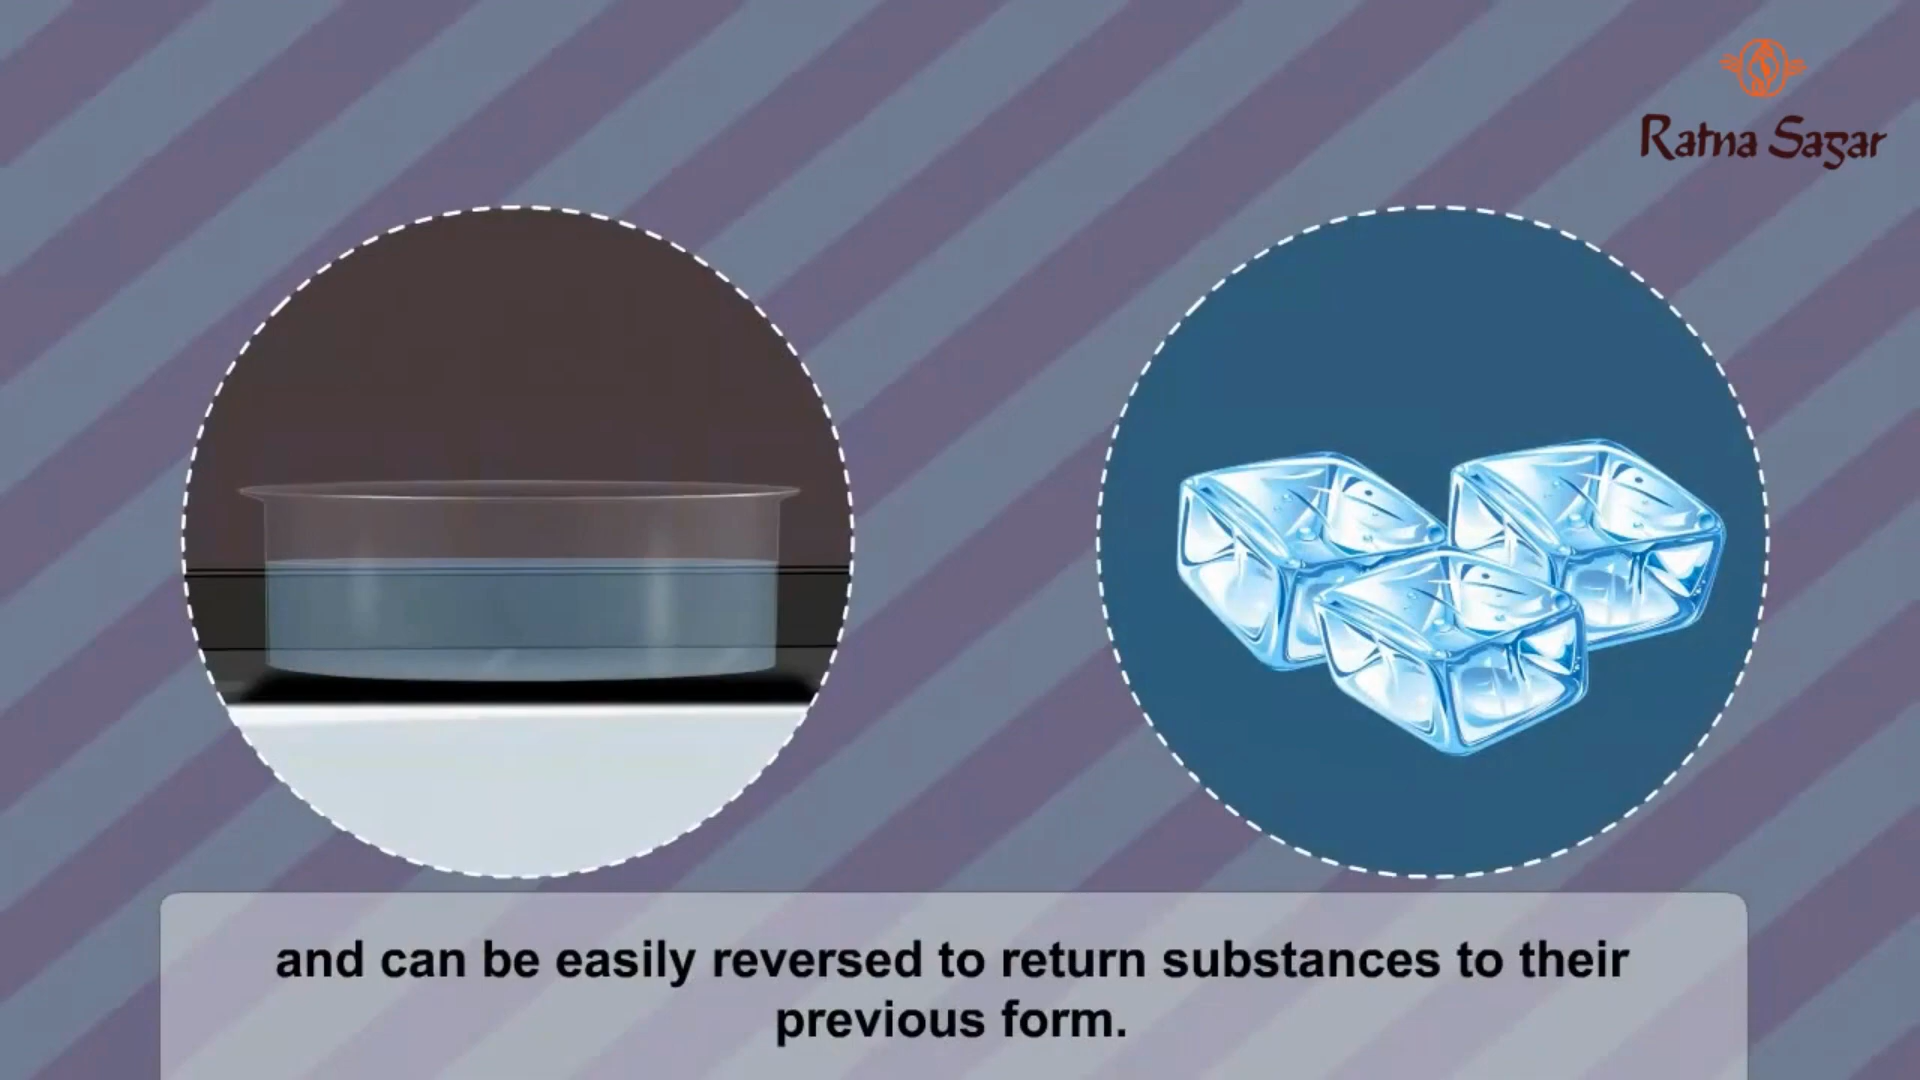 Ratna Sagar
and can be easily reversed to return substances to their
previous form.